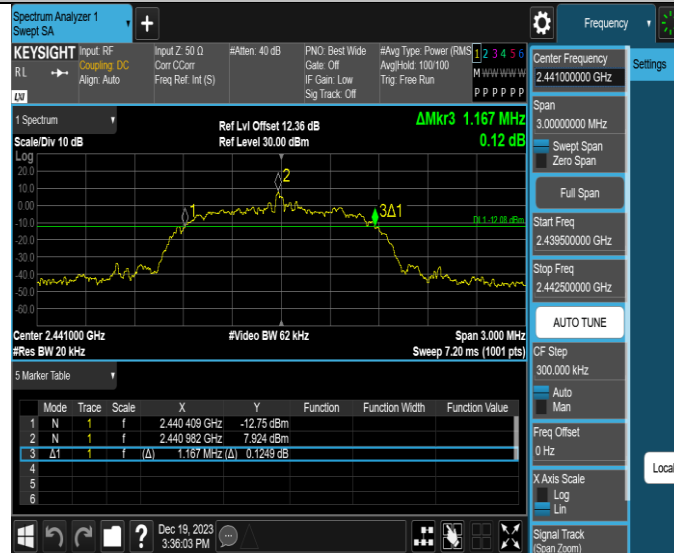 Spectrum Analyzer 1
Swept SA
Frequency
KEYSIGHT
RL
LXI
Input: RF
Coupling: DC
Align: Auto
Input Z: 50 Ω
Corr CCorr
Freq Ref: Int (S)
#Atten: 40 dB
PNO: Best Wide
Gate: Off
IF Gain: Low
Sig Track: Off
#Avg Type: Power (RMS
Avg|Hold: 100/100
Trig: Free Run
1 2 3 4 5 6
M W W W W W
P P P P P P
1 Spectrum
Scale/Div 10 dB
Ref Lvl Offset 12.36 dB
Ref Level 30.00 dBm
ΔMkr3 1.167 MHz
0.12 dB
Log
20.0
10.0
0.00
-10.0
-20.0
-30.0
-40.0
-50.0
-60.0
1
2
3Δ1
DL1 -12.08 dBm
Center 2.441000 GHz
#Video BW 62 kHz
Span 3.000 MHz
#Res BW 20 kHz
Sweep 7.20 ms (1001 pts)
5 Marker Table
Mode Trace Scale X Y Function Function Width Function Value
1 N 1 f 2.440 409 GHz -12.75 dBm
2 N 1 f 2.440 982 GHz 7.924 dBm
3 Δ1 1 f (Δ) 1.167 MHz (Δ) 0.1249 dB
4
5
6
?
Dec 19, 2023
3:36:03 PM
Center Frequency
2.441000000 GHz
Settings
Span
3.00000000 MHz
Swept Span
Zero Span
Full Span
Start Freq
2.439500000 GHz
Stop Freq
2.442500000 GHz
AUTO TUNE
CF Step
300.000 kHz
Auto
Man
Freq Offset
0 Hz
Local
X Axis Scale
Log
Lin
Signal Track
(Span Zoom)